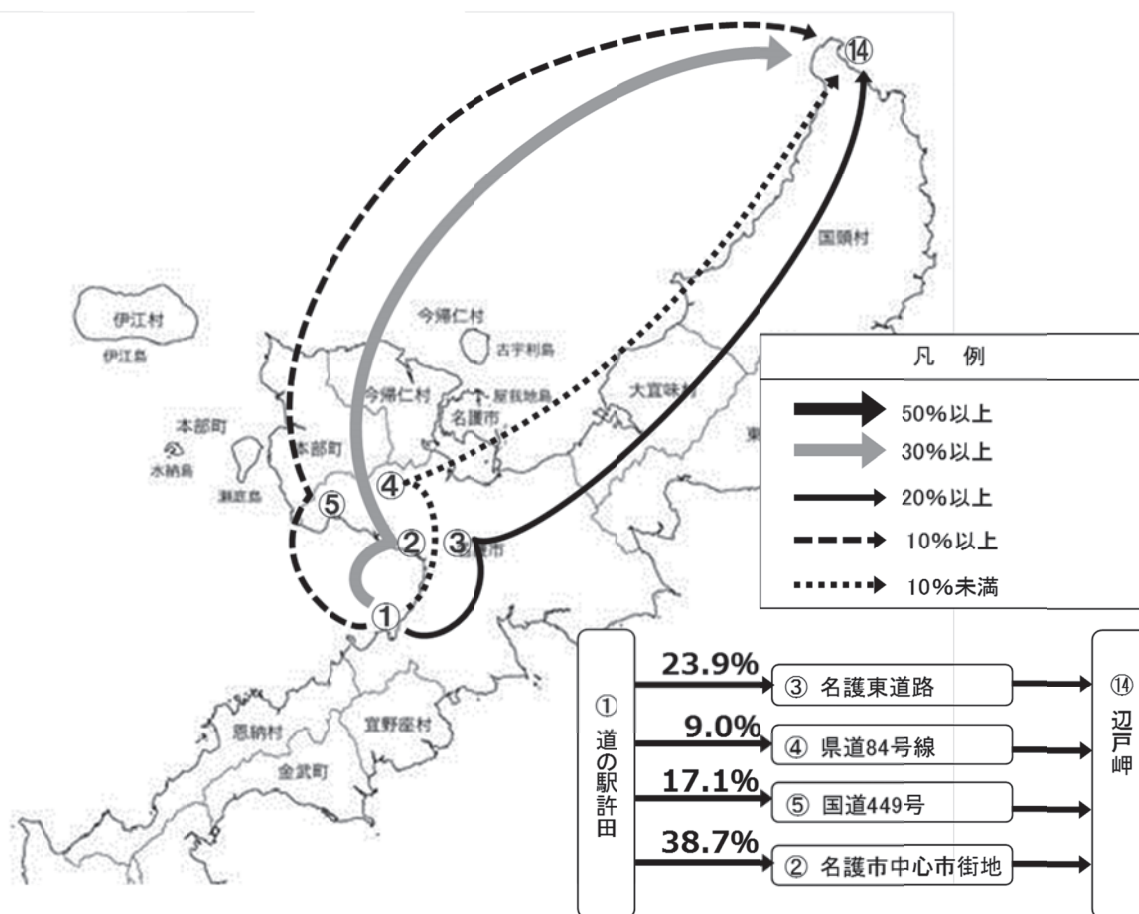 ⑭
国頭村
伊江村
伊江島
今帰仁村
古宇利島
今帰仁村
屋我地島
名護市
大宜味村
東
本部町
水納島
瀬底島
本部町
④
⑤
②
③
名護市
①
恩納村
宜野座村
金武町
凡 例
50%以上
30%以上
20%以上
10%以上
10%未満
① 道の駅許田
23.9%
③ 名護東道路
9.0%
④ 県道84号線
17.1%
⑤ 国道449号
38.7%
② 名護市中心市街地
⑭ 辺戸岬